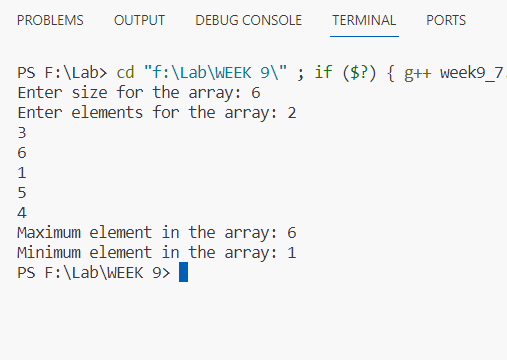 PROBLEMS OUTPUT DEBUG CONSOLE TERMINAL PORTS
PS F:\Lab> cd "f:\Lab\WEEK 9\" ; if ($?) { g++ week9_7.
Enter size for the array: 6
Enter elements for the array: 2
3
6
1
5
4
Maximum element in the array: 6
Minimum element in the array: 1
PS F:\Lab\WEEK 9>